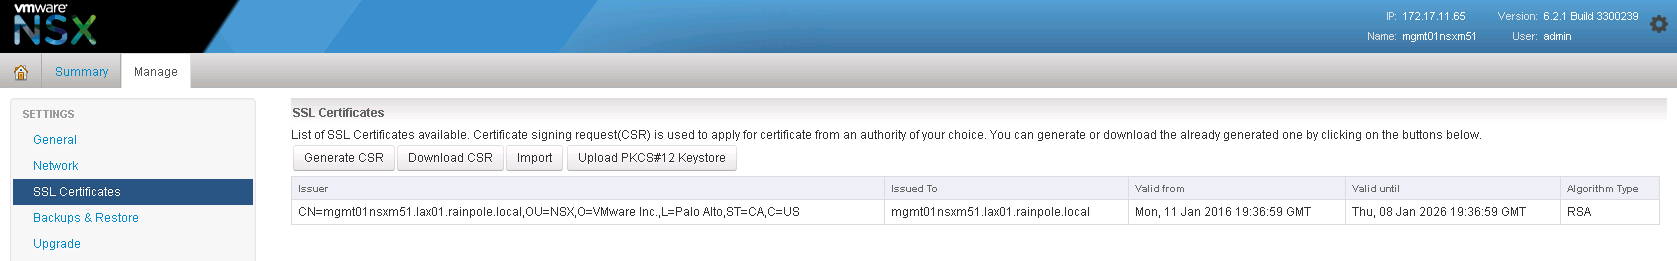 vmware
NSX
IP: 172.17.11.65 Version: 6.2.1 Build 3300239
Name: mgmt01nsxm51 User: admin
Summary Manage
SETTINGS
General
Network
SSL Certificates
Backups & Restore
Upgrade
SSL Certificates
List of SSL Certificates available. Certificate signing request(CSR) is used to apply for certificate from an authority of your choice. You can generate or download the already generated one by clicking on the buttons below.
Generate CSR Download CSR Import Upload PKCS#12 Keystore
Issuer Issued To Valid from Valid until Algorithm Type
CN=mgmt01nsxm51.lax01.rainpole.local,OU=NSX,O=VMware Inc.,L=Palo Alto,ST=CA,C=US mgmt01nsxm51.lax01.rainpole.local Mon, 11 Jan 2016 19:36:59 GMT Thu, 08 Jan 2026 19:36:59 GMT RSA